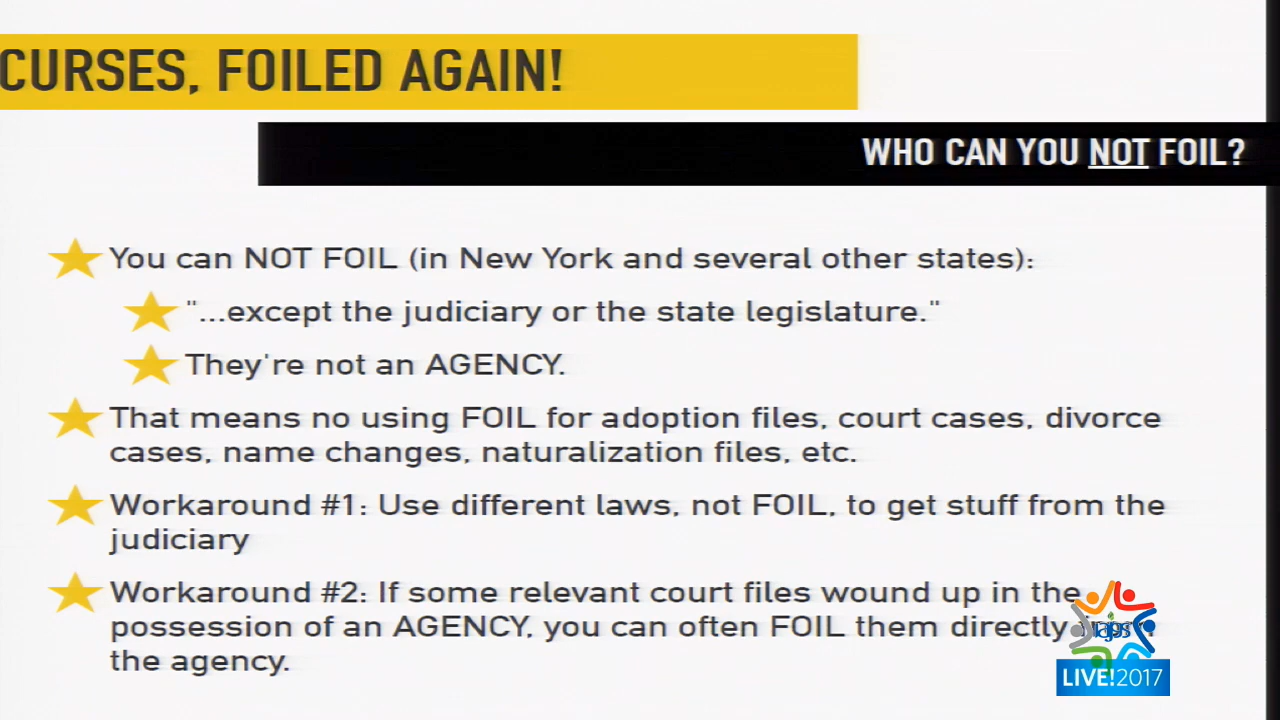 CURSES, FOILED AGAIN!
WHO CAN YOU NOT FOIL?
You can NOT FOIL (in New York and several other states):
"...except the judiciary or the state legislature."
They're not an AGENCY.
That means no using FOIL for adoption files, court cases, divorce
cases, name changes, naturalization files, etc.
Workaround #1: Use different laws, not FOIL, to get stuff from the
judiciary
Workaround #2: If some relevant court files wound up in the
possession of an AGENCY, you can often FOIL them directly
the agency.
iajgs
LIVE!2017